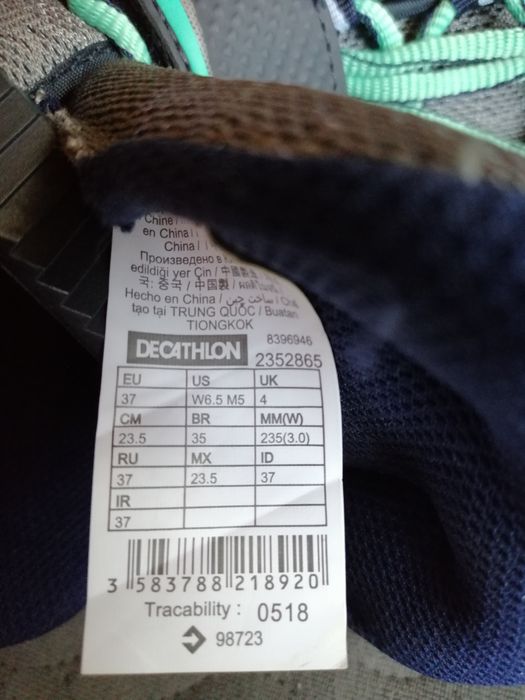 Chine /
en China
China /
Произведено в
edildiği yer Çin / 中國製
国: 중국 / 中国製 /
Hecho en China /
tạo tại TRUNG QUỐC / Buatan
TIONGKOK
8396946
DECATHLON 2352865
EU US UK
37 W6.5 M5 4
CM BR MM(W)
23.5 35 235(3.0)
RU MX ID
37 23.5 37
IR
37
3 583788 218920
Tracability : 0518
98723